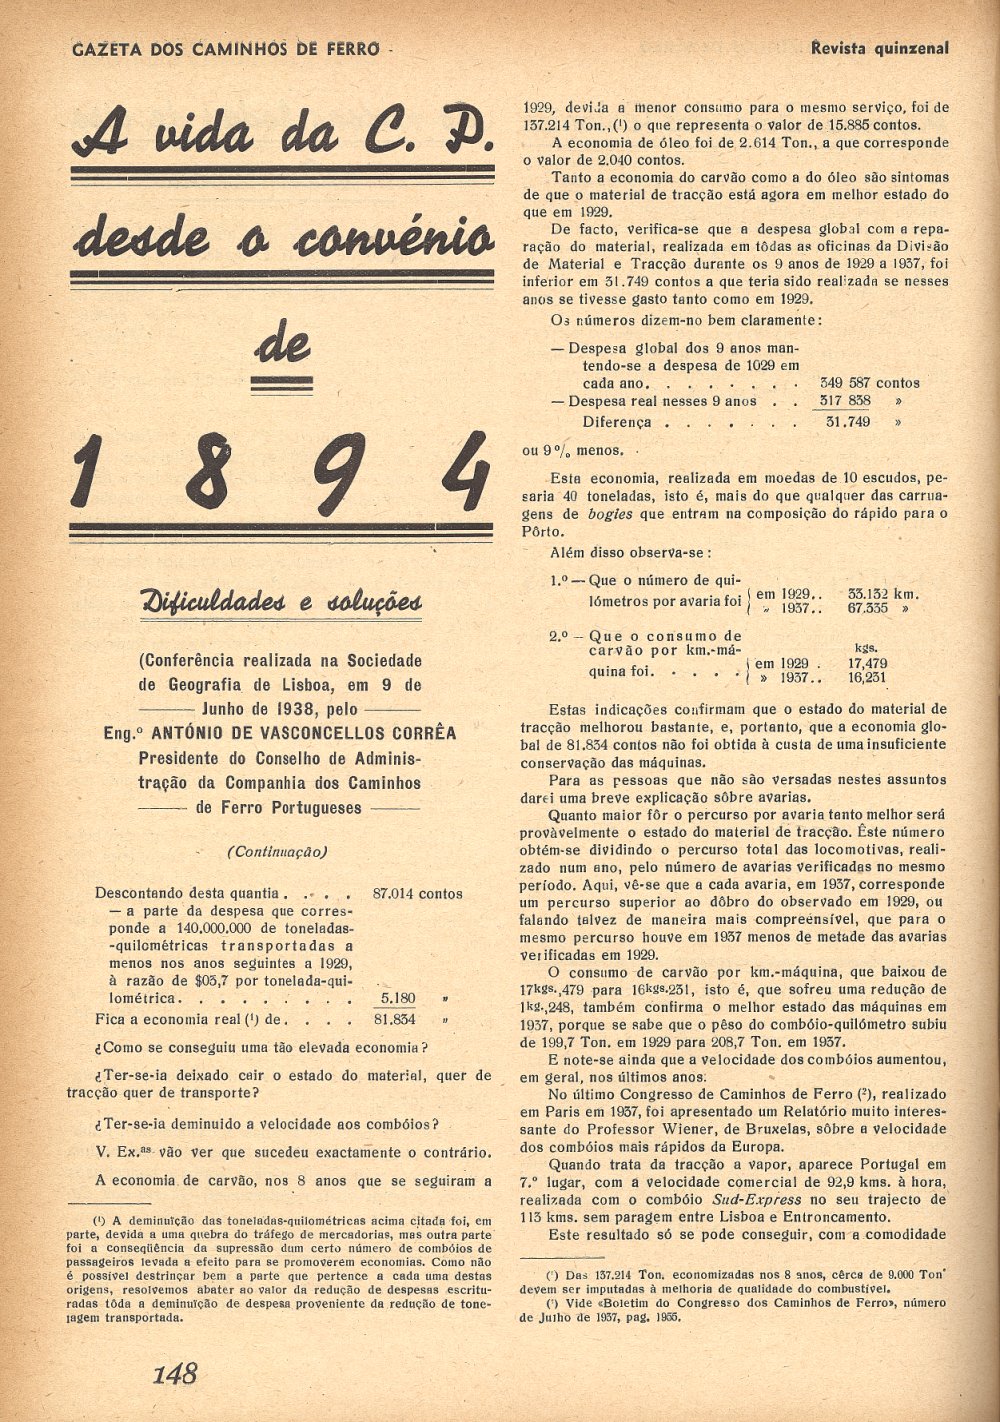 GAZETA DOS CAMINHOS DE FERRO
Revista quinzenal
A vida da C. P.
desde o convénio
de
1894
Dificuldades e soluções
(Conferência realizada na Sociedade
de Geografia de Lisboa, em 9 de
Junho de 1938, pelo
Eng.º ANTÓNIO DE VASCONCELLOS CORRÊA
Presidente do Conselho de Adminis-
tração da Companhia dos Caminhos
de Ferro Portugueses
(Continuação)
Descontando desta quantia . . . . 87.014 contos
— a parte da despesa que corres-
ponde a 140.000.000 de toneladas-
-quilométricas transportadas a
menos nos anos seguintes a 1929,
à razão de $03,7 por tonelada-qui-
lométrica. . . . . . . . . 5.180 »
Fica a economia real (¹) de. . . . 81.834 »
¿Como se conseguiu uma tão elevada economia?
¿Ter-se-ia deixado cair o estado do material, quer de
tracção quer de transporte?
¿Ter-se-ia deminuido a velocidade aos combóios?
V. Ex.as vão ver que sucedeu exactamente o contrário.
A economia de carvão, nos 8 anos que se seguiram a
(¹) A deminuïção das toneladas-quilométricas acima citada foi, em
parte, devida a uma quebra do tráfego de mercadorias, mas outra parte
foi a conseqüência da supressão dum certo número de combóios de
passageiros levada a efeito para se promoverem economias. Como não
é possível destrinçar bem a parte que pertence a cada uma destas
origens, resolvemos abater ao valor da redução de despesas escritu-
radas tôda a deminuïção de despesa proveniente da redução de tone-
lagem transportada.
1929, devida a menor consumo para o mesmo serviço, foi de
137.214 Ton.,(¹) o que representa o valor de 15.885 contos.
A economia de óleo foi de 2.614 Ton., a que corresponde
o valor de 2.040 contos.
Tanto a economia do carvão como a do óleo são sintomas
de que o material de tracção está agora em melhor estado do
que em 1929.
De facto, verifica-se que a despesa global com a repa-
ração do material, realizada em tôdas as oficinas da Divisão
de Material e Tracção durante os 9 anos de 1929 a 1937, foi
inferior em 31.749 contos a que teria sido realizada se nesses
anos se tivesse gasto tanto como em 1929.
Os números dizem-no bem claramente:
— Despesa global dos 9 anos man-
tendo-se a despesa de 1029 em
cada ano. . . . . . . . 349 587 contos
— Despesa real nesses 9 anos . . 317 838 »
Diferença . . . . . . . 31.749 »
ou 9 % menos.
Esta economia, realizada em moedas de 10 escudos, pe-
saria 40 toneladas, isto é, mais do que qualquer das carrua-
gens de bogies que entram na composição do rápido para o
Pôrto.
Além disso observa-se:
1.º — Que o número de qui-
lómetros por avaria foi { em 1929. . 33.132 km.
» 1937. . 67.335 »
2.º — Que o consumo de
carvão por km.-má- kgs.
quina foi. . . . . { em 1929 . 17,479
» 1937. . 16,231
Estas indicações confirmam que o estado do material de
tracção melhorou bastante, e, portanto, que a economia glo-
bal de 81.834 contos não foi obtida à custa de uma insuficiente
conservação das máquinas.
Para as pessoas que não são versadas nestes assuntos
darei uma breve explicação sôbre avarias.
Quanto maior fôr o percurso por avaria tanto melhor será
provàvelmente o estado do material de tracção. Êste número
obtém-se dividindo o percurso total das locomotivas, reali-
zado num ano, pelo número de avarias verificadas no mesmo
período. Aqui, vê-se que a cada avaria, em 1937, corresponde
um percurso superior ao dôbro do observado em 1929, ou
falando talvez de maneira mais compreensível, que para o
mesmo percurso houve em 1937 menos de metade das avarias
verificadas em 1929.
O consumo de carvão por km.-máquina, que baixou de
17kgs.,479 para 16kgs.231, isto é, que sofreu uma redução de
1kg.,248, também confirma o melhor estado das máquinas em
1937, porque se sabe que o pêso do combóio-quilómetro subiu
de 199,7 Ton. em 1929 para 208,7 Ton. em 1937.
E note-se ainda que a velocidade dos combóios aumentou,
em geral, nos últimos anos.
No último Congresso de Caminhos de Ferro (²), realizado
em Paris em 1937, foi apresentado um Relatório muito interes-
sante do Professor Wiener, de Bruxelas, sôbre a velocidade
dos combóios mais rápidos da Europa.
Quando trata da tracção a vapor, aparece Portugal em
7.º lugar, com a velocidade comercial de 92,9 kms. à hora,
realizada com o combóio Sud-Express no seu trajecto de
113 kms. sem paragem entre Lisboa e Entroncamento.
Este resultado só se pode conseguir, com a comodidade
(¹) Das 137.214 Ton. economizadas nos 8 anos, cêrca de 9.000 Ton.
devem ser imputadas à melhoria de qualidade do combustível.
(²) Vide «Boletim do Congresso dos Caminhos de Ferro», número
de Julho de 1937, pag. 1955.
148